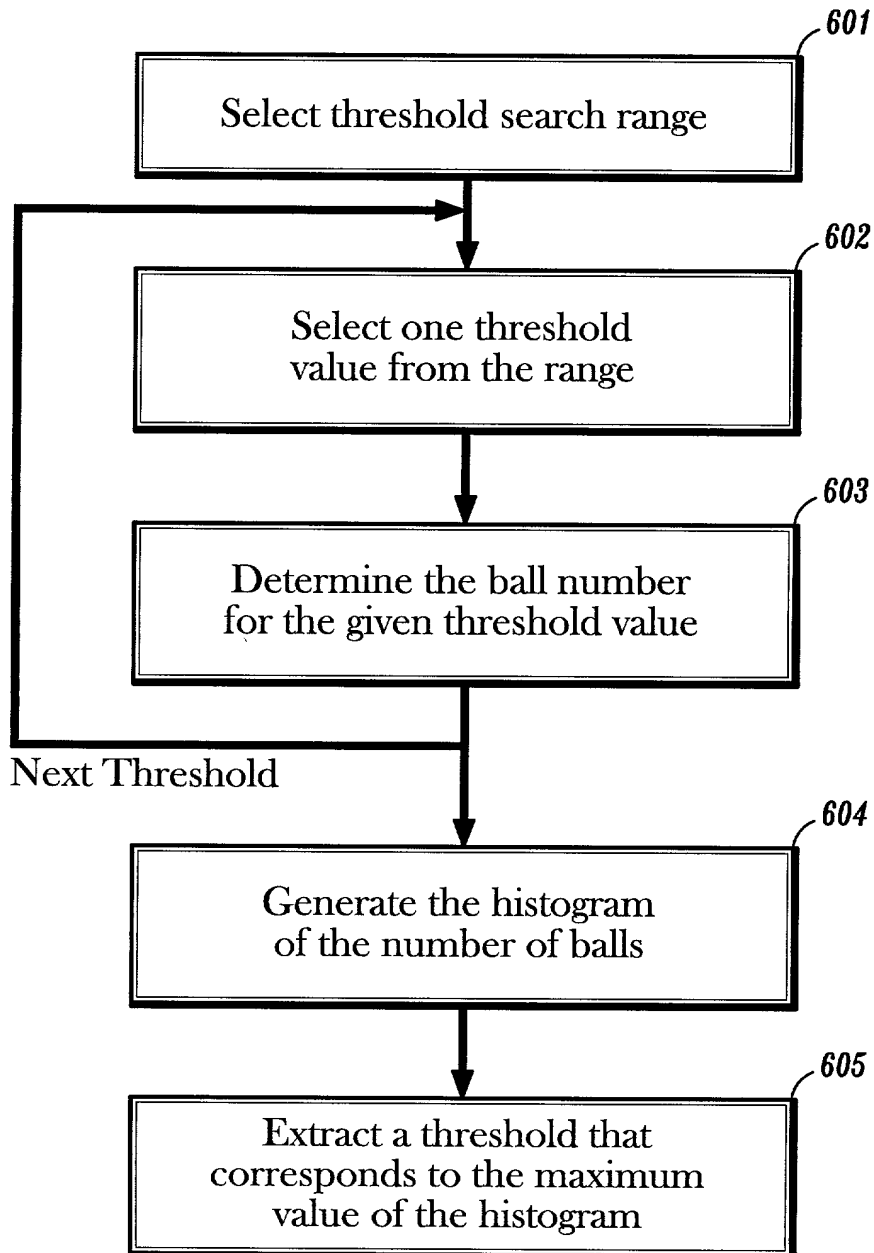 601
Select threshold search range
602
Select one threshold
value from the range
603
Determine the ball number
for the given threshold value
Next Threshold
604
Generate the histogram
of the number of balls
605
Extract a threshold that
corresponds to the maximum
value of the histogram